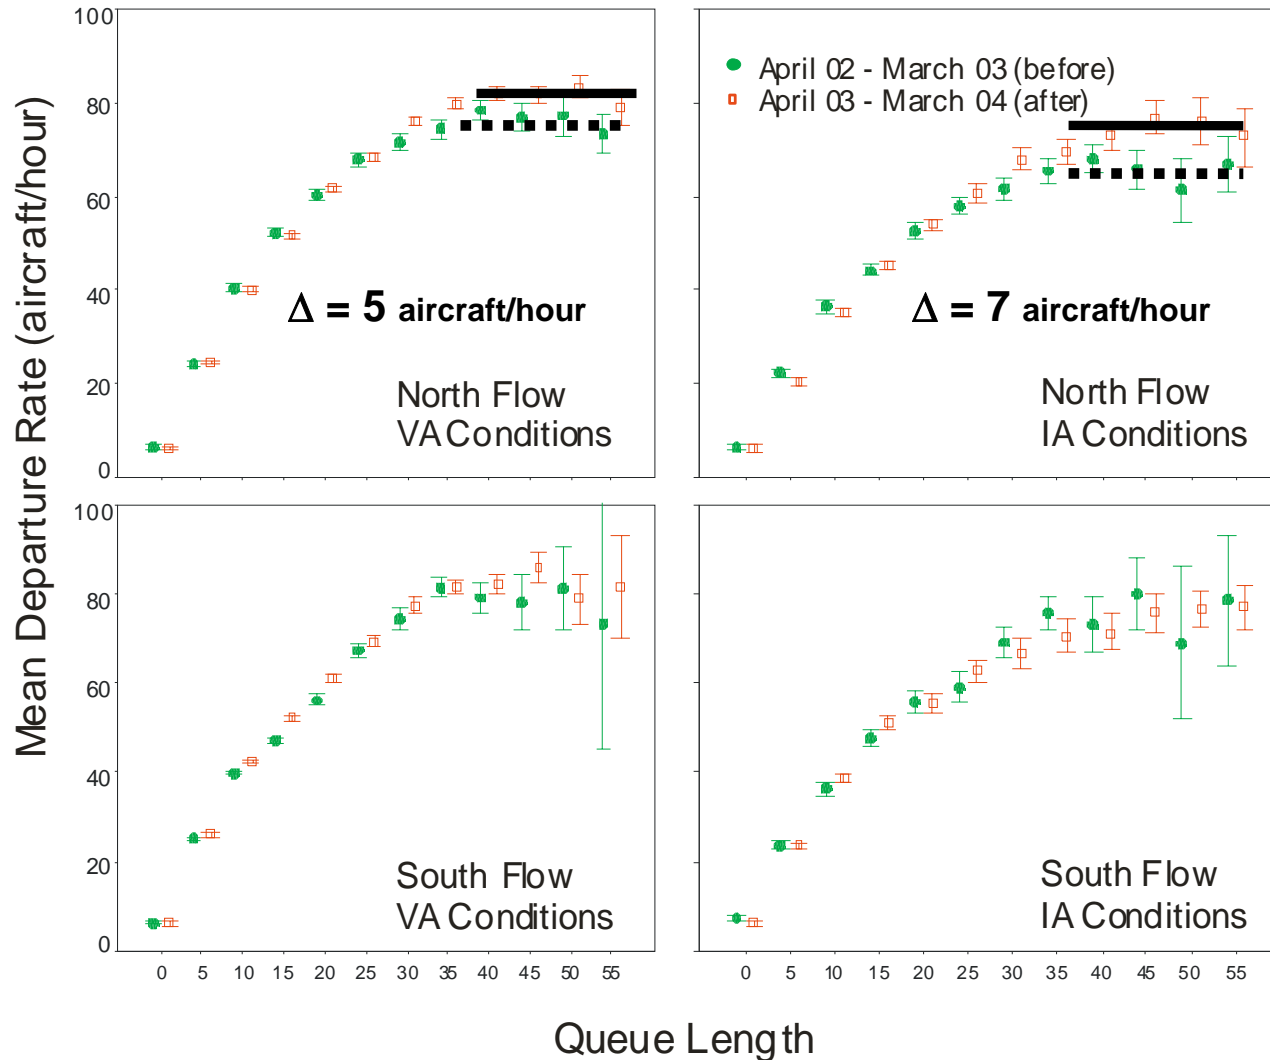 Mean Departure Rate (aircraft/hour)
100
80
60
40
20
0
Δ = 5 aircraft/hour
North Flow
VA Conditions
April 02 - March 03 (before)
April 03 - March 04 (after)
Δ = 7 aircraft/hour
North Flow
IA Conditions
100
80
60
40
20
0
South Flow
VA Conditions
South Flow
IA Conditions
0 5 10 15 20 25 30 35 40 45 50 55
0 5 10 15 20 25 30 35 40 45 50 55
Queue Length